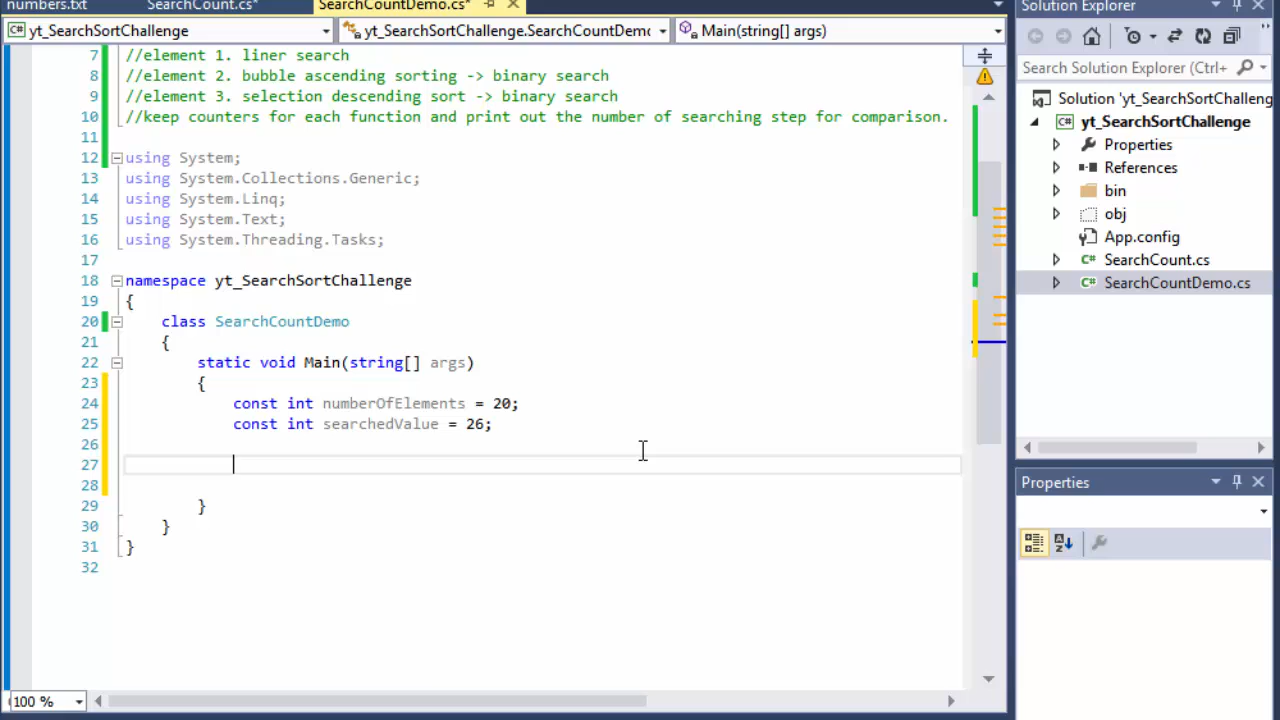 numbers.txt SearchCount.cs* SearchCountDemo.cs*
yt_SearchSortChallenge yt_SearchSortChallenge.SearchCountDemo Main(string[] args)
7 //element 1. liner search
8 //element 2. bubble ascending sorting -> binary search
9 //element 3. selection descending sort -> binary search
10 //keep counters for each function and print out the number of searching step for comparison.
11
12 using System;
13 using System.Collections.Generic;
14 using System.Linq;
15 using System.Text;
16 using System.Threading.Tasks;
17
18 namespace yt_SearchSortChallenge
19 {
20 class SearchCountDemo
21 {
22 static void Main(string[] args)
23 {
24 const int numberOfElements = 20;
25 const int searchedValue = 26;
26
27
28
29 }
30 }
31 }
32
100 %
Solution Explorer
Search Solution Explorer (Ctrl+
Solution 'yt_SearchSortChalleng
yt_SearchSortChallenge
Properties
References
bin
obj
App.config
SearchCount.cs
SearchCountDemo.cs
Properties